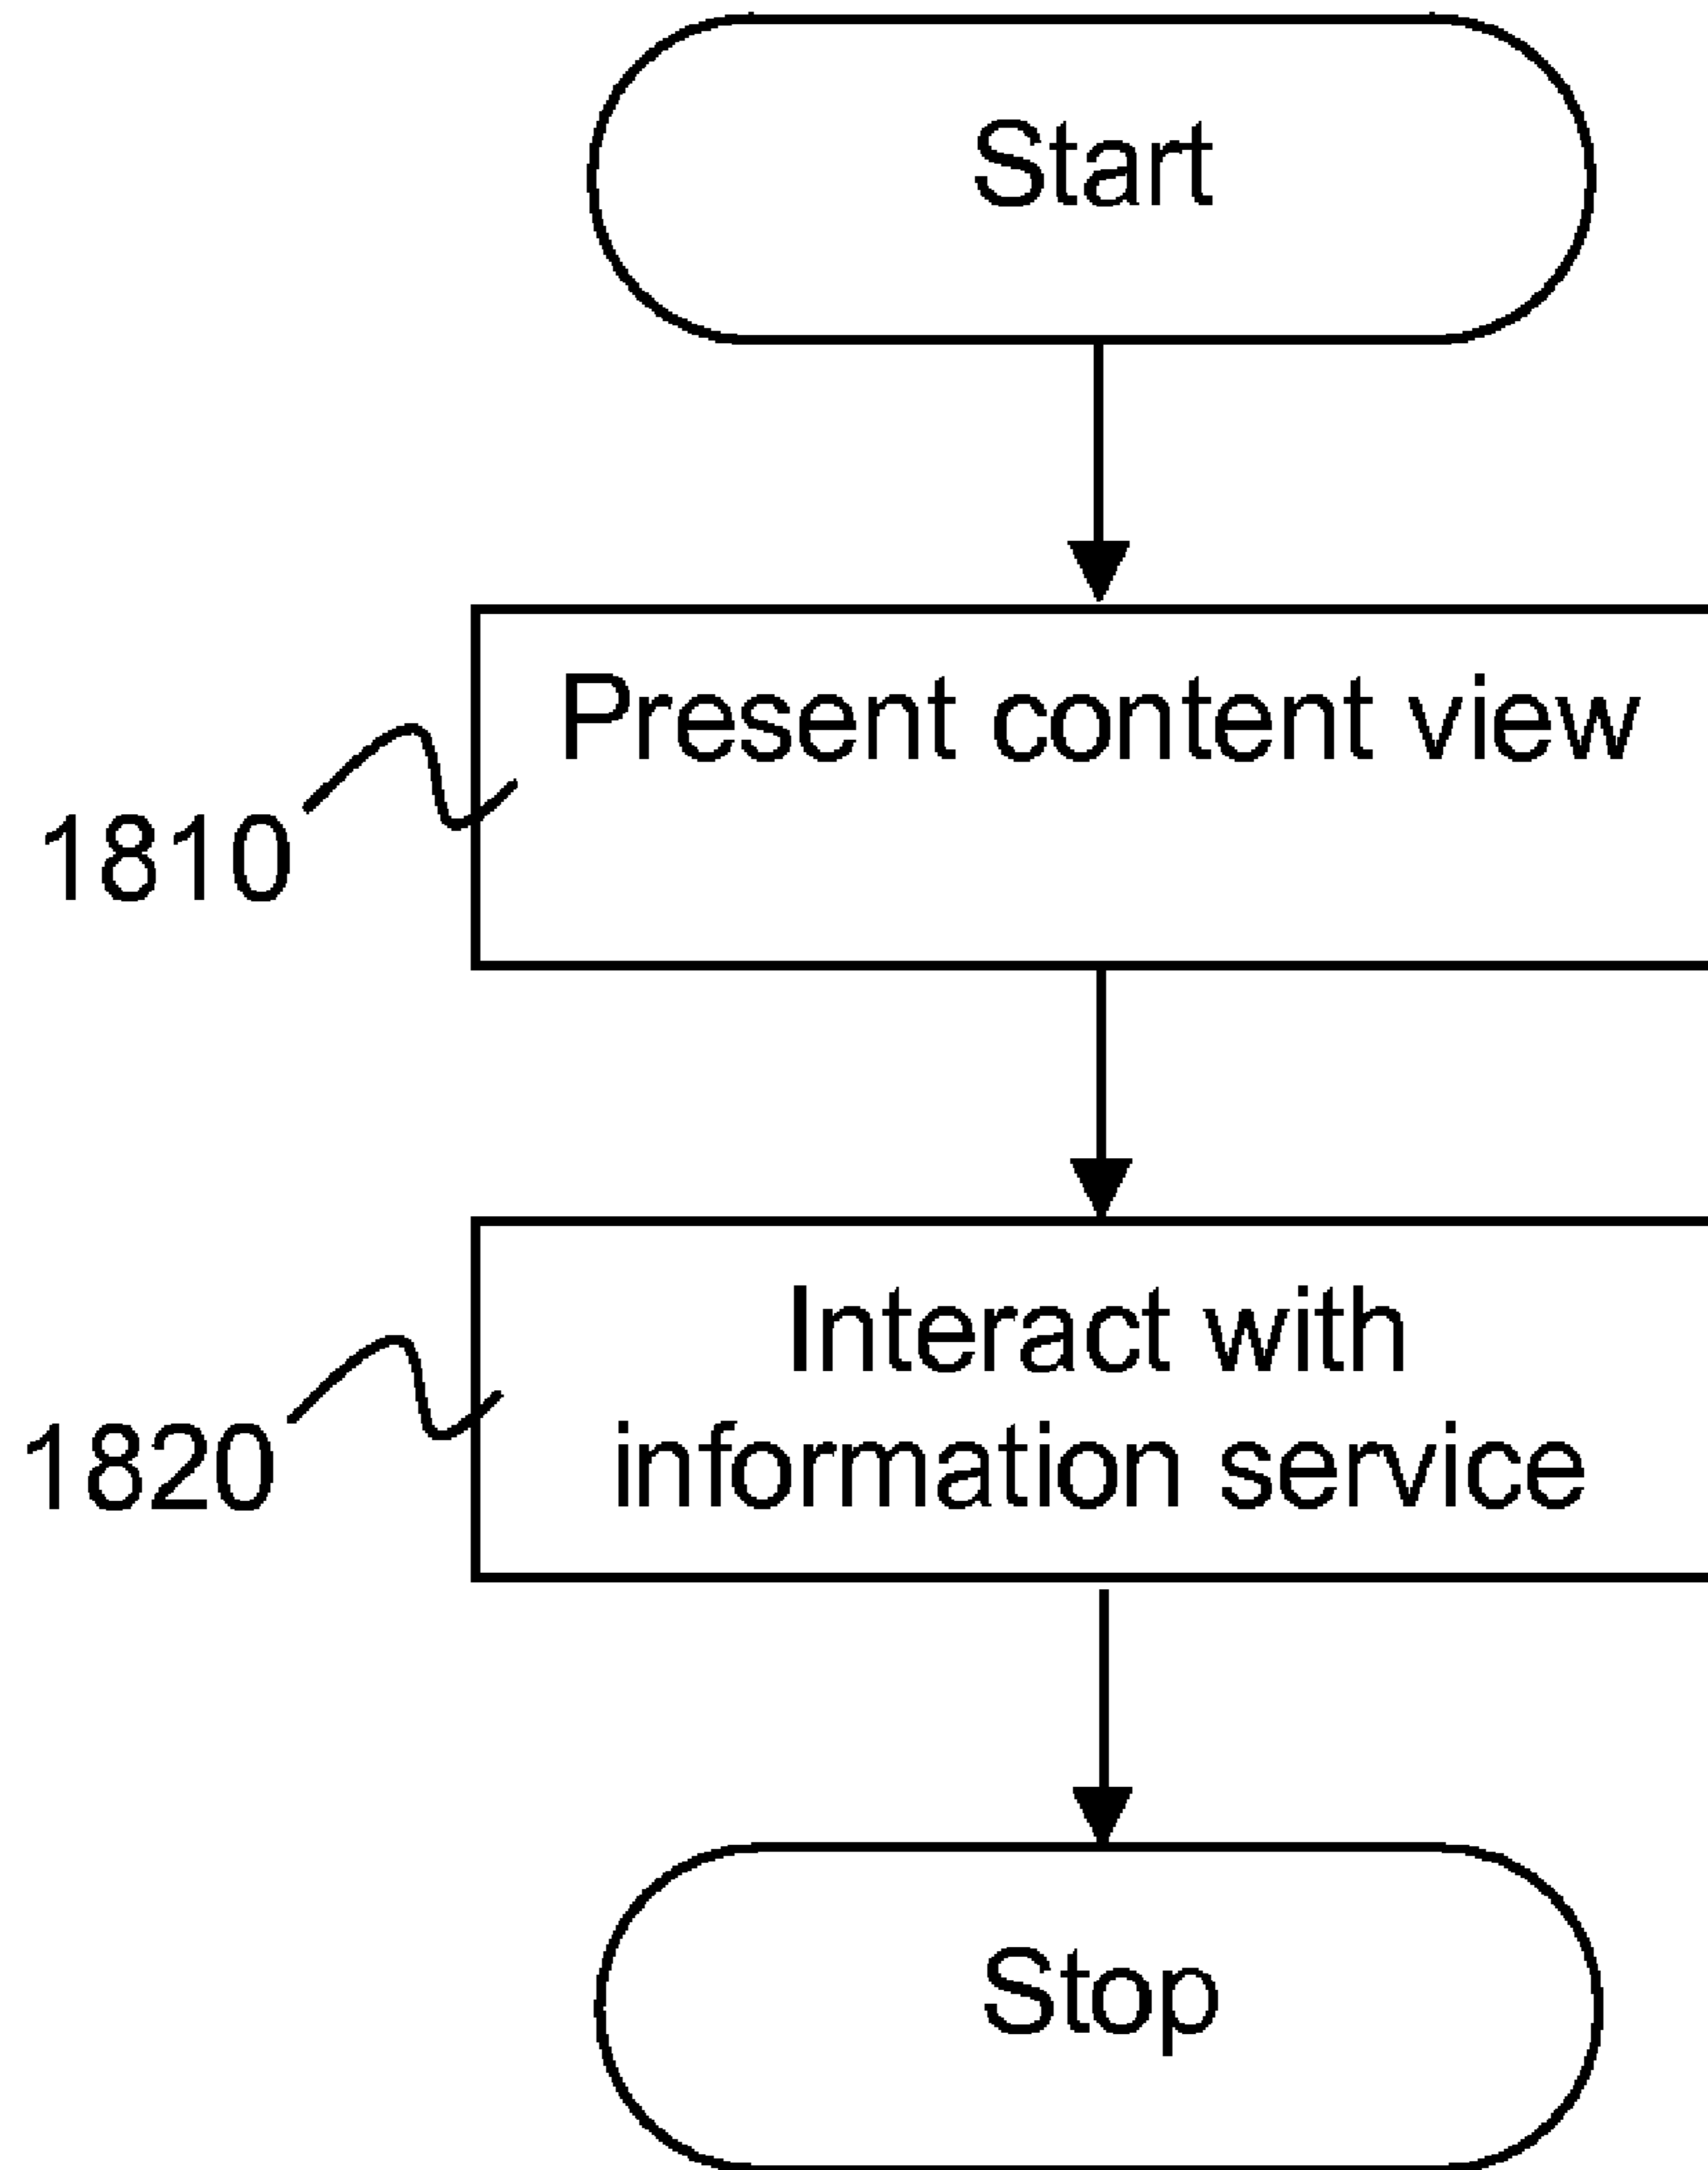 Start
Present content view
1810
Interact with
information service
1820
Stop